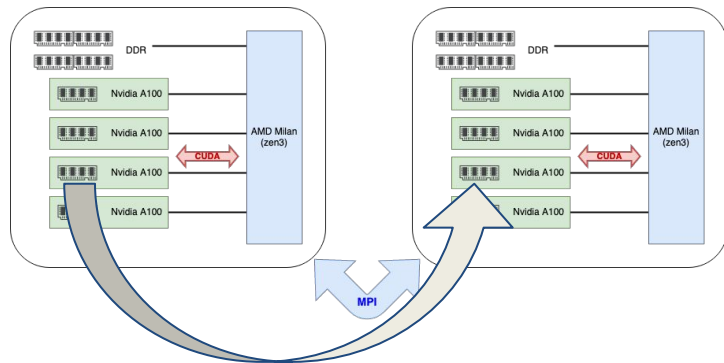 DDR
Nvidia A100
Nvidia A100
CUDA
Nvidia A100
Nvidia A100
AMD Milan
(zen3)
DDR
Nvidia A100
Nvidia A100
CUDA
Nvidia A100
Nvidia A100
AMD Milan
(zen3)
MPI